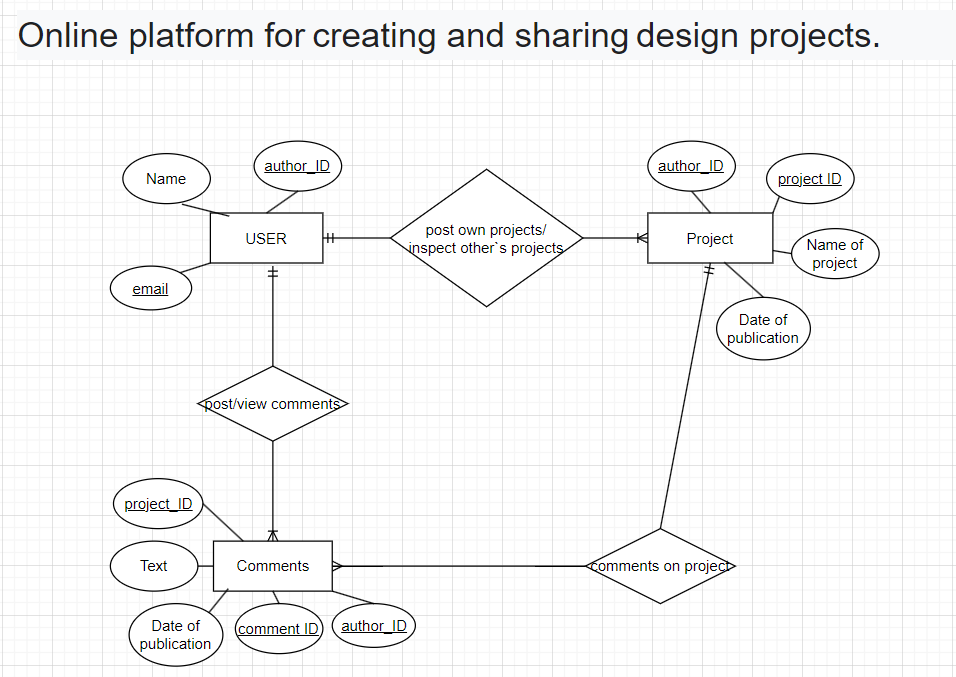 Online platform for creating and sharing design projects.
Name
author_ID
author_ID
project ID
USER
post own projects/
inspect other`s projects
Project
Name of
project
email
Date of
publication
post/view comments
project_ID
Text
Comments
comments on project
Date of
publication
comment ID
author_ID